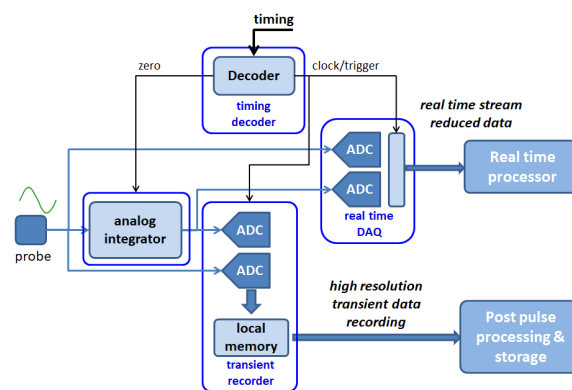 timing
zero
Decoder
clock/trigger
timing
decoder
real time stream
reduced data
ADC
ADC
Real time
processor
real time
DAQ
analog
integrator
probe
ADC
ADC
high resolution
transient data
recording
local
memory
transient
recorder
Post pulse
processing &
storage